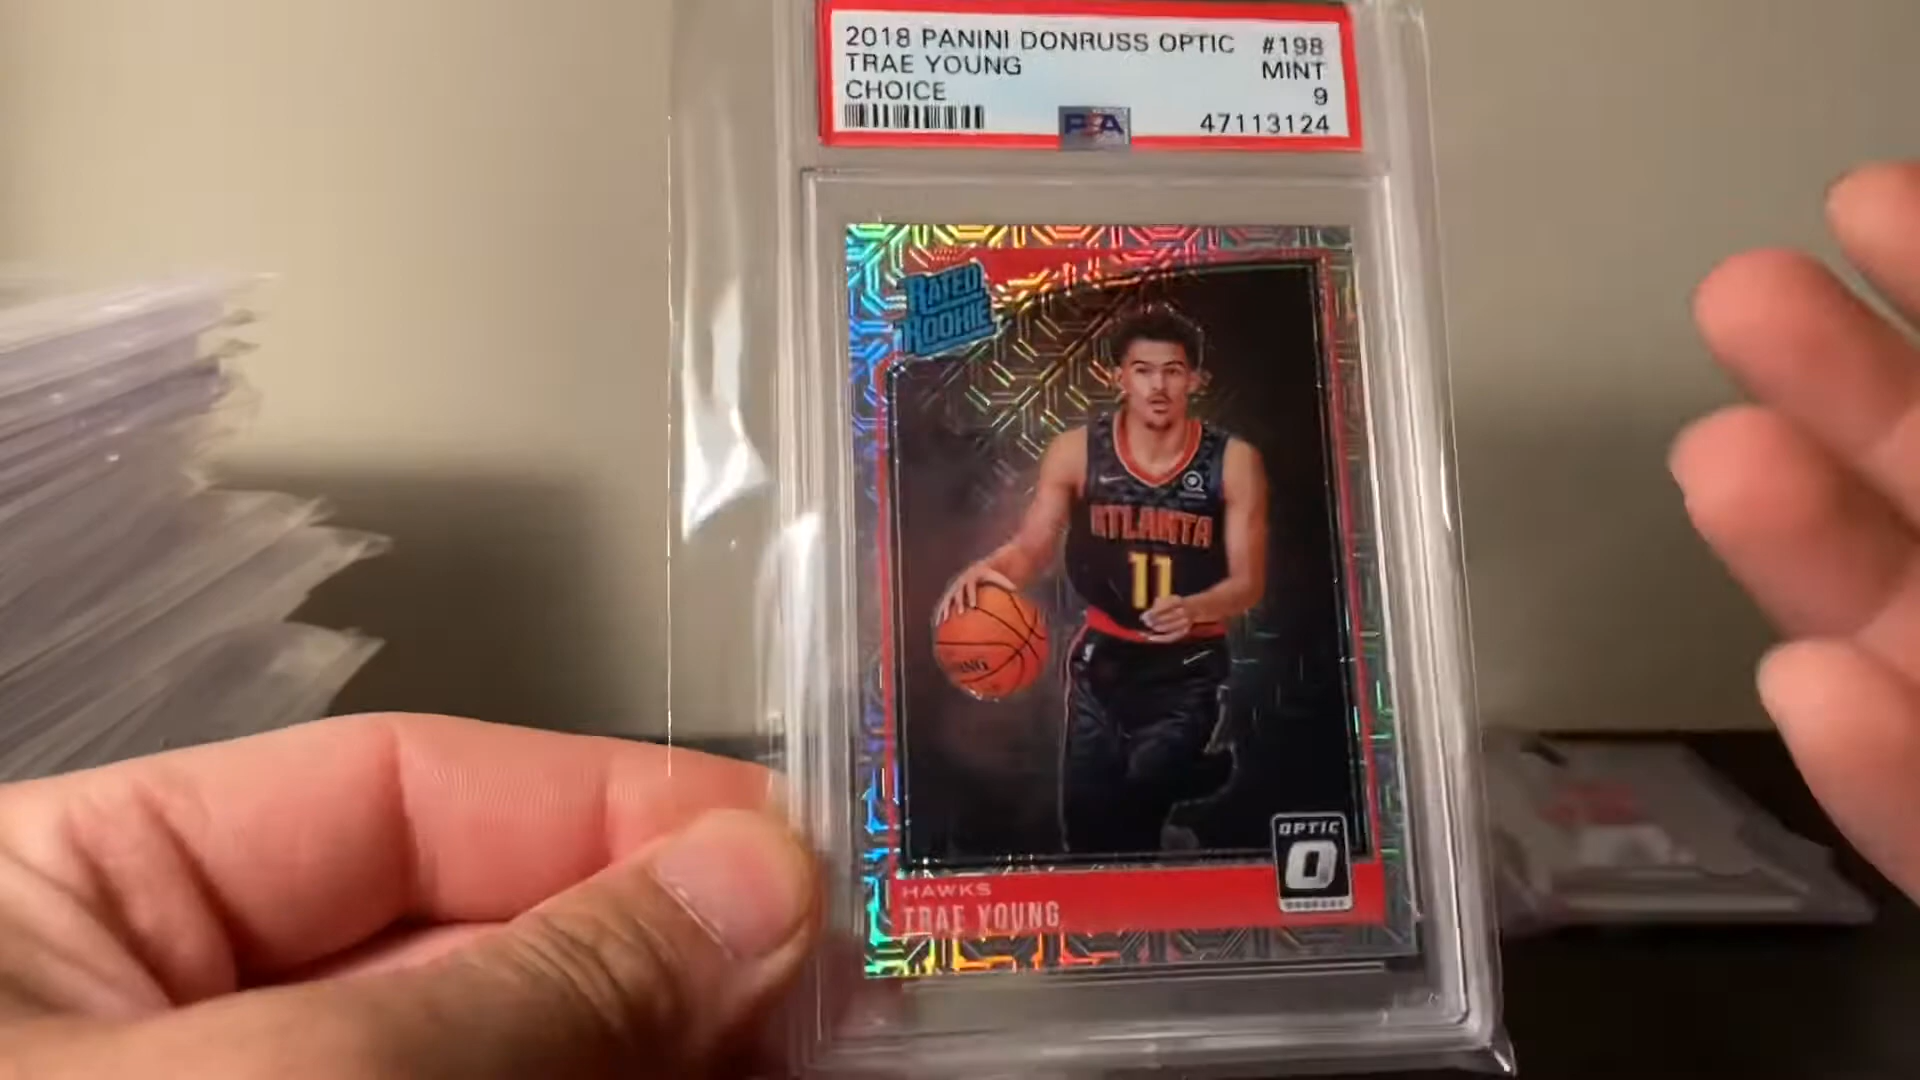 2018 PANINI DONRUSS OPTIC #198
TRAE YOUNG MINT
CHOICE 9
PSA 47113124
RATED
ROOKIE
ATLANTA
11
OPTIC
HAWKS
TRAE YOUNG